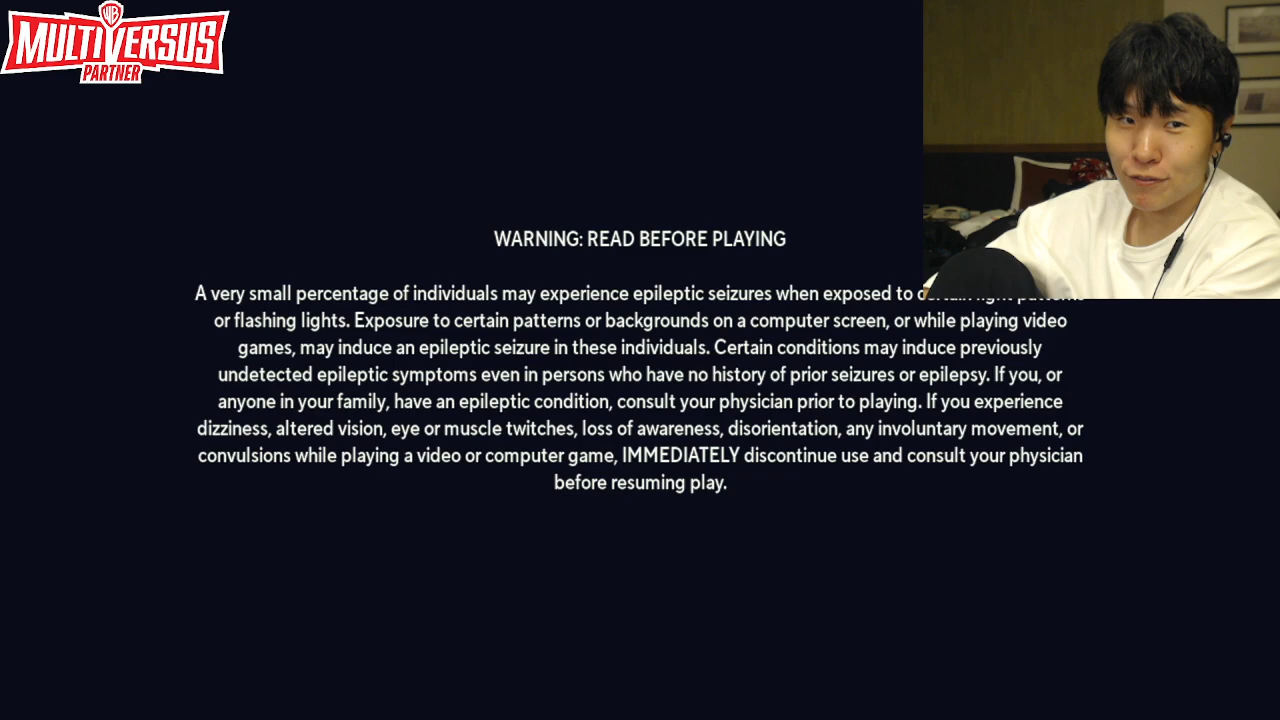 WB
MULTIVERSUS
PARTNER
WARNING: READ BEFORE PLAYING
A very small percentage of individuals may experience epileptic seizures when exposed to
or flashing lights. Exposure to certain patterns or backgrounds on a computer screen, or while playing video
games, may induce an epileptic seizure in these individuals. Certain conditions may induce previously
undetected epileptic symptoms even in persons who have no history of prior seizures or epilepsy. If you, or
anyone in your family, have an epileptic condition, consult your physician prior to playing. If you experience
dizziness, altered vision, eye or muscle twitches, loss of awareness, disorientation, any involuntary movement, or
convulsions while playing a video or computer game, IMMEDIATELY discontinue use and consult your physician
before resuming play.